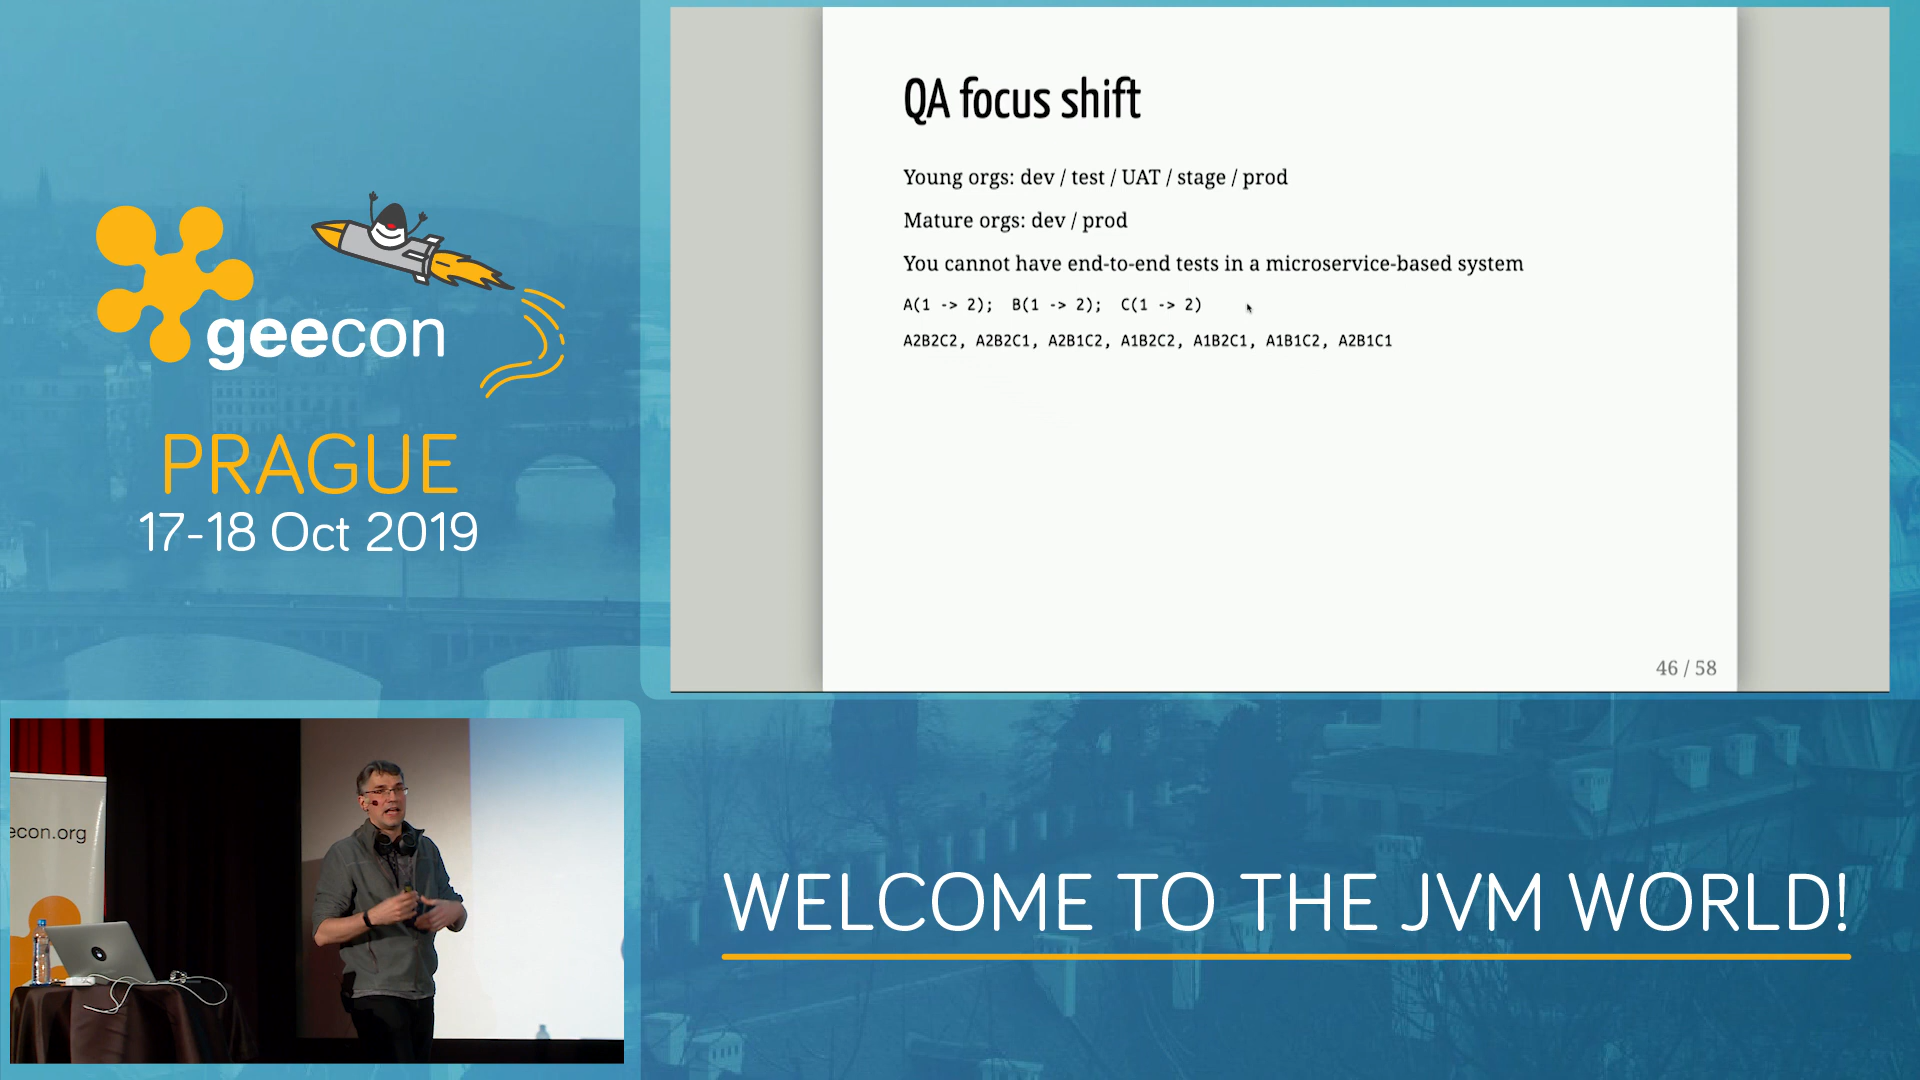 geecon
PRAGUE
17-18 Oct 2019
QA focus shift
Young orgs: dev / test / UAT / stage / prod
Mature orgs: dev / prod
You cannot have end-to-end tests in a microservice-based system
A(1 -> 2);  B(1 -> 2);  C(1 -> 2)
A2B2C2, A2B2C1, A2B1C2, A1B2C2, A1B2C1, A1B1C2, A2B1C1
46 / 58
econ.org
WELCOME TO THE JVM WORLD!